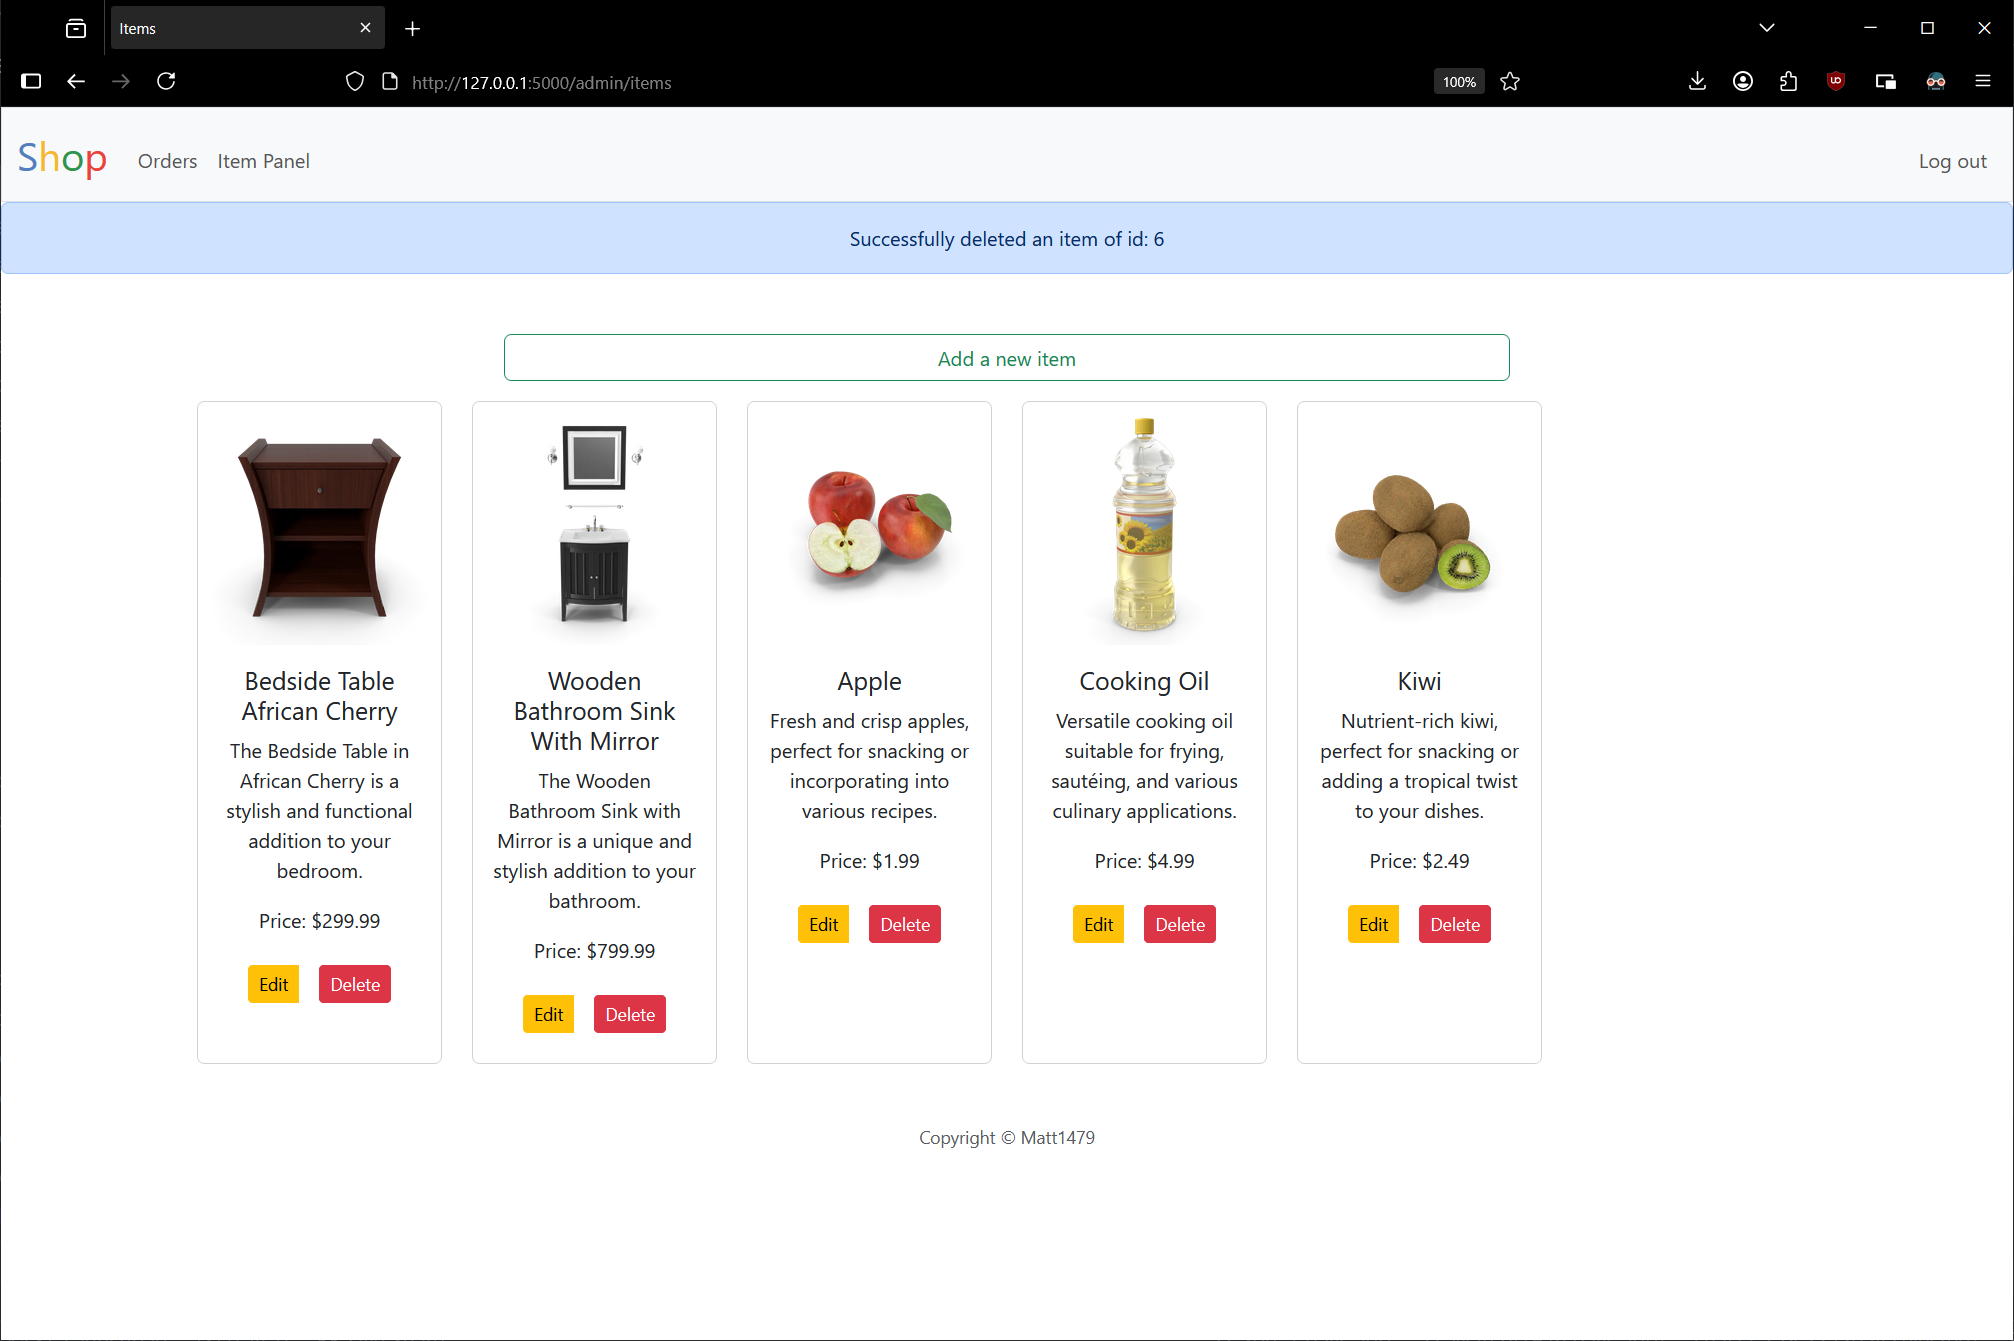 Items
http://127.0.0.1:5000/admin/items
100%
Shop
Orders
Item Panel
Log out
Successfully deleted an item of id: 6
Add a new item
Bedside Table
African Cherry
The Bedside Table in
African Cherry is a
stylish and functional
addition to your
bedroom.
Price: $299.99
Edit
Delete
Wooden
Bathroom Sink
With Mirror
The Wooden
Bathroom Sink with
Mirror is a unique and
stylish addition to your
bathroom.
Price: $799.99
Edit
Delete
Apple
Fresh and crisp apples,
perfect for snacking or
incorporating into
various recipes.
Price: $1.99
Edit
Delete
Cooking Oil
Versatile cooking oil
suitable for frying,
sautéing, and various
culinary applications.
Price: $4.99
Edit
Delete
Kiwi
Nutrient-rich kiwi,
perfect for snacking or
adding a tropical twist
to your dishes.
Price: $2.49
Edit
Delete
Copyright © Matt1479